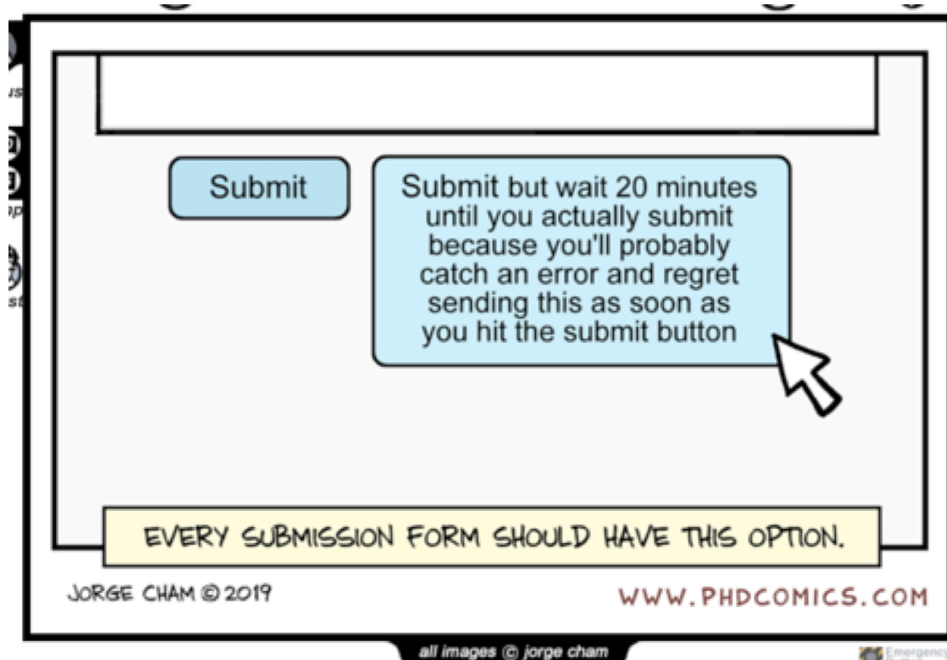 Submit
Submit but wait 20 minutes
until you actually submit
because you'll probably
catch an error and regret
sending this as soon as
you hit the submit button
EVERY SUBMISSION FORM SHOULD HAVE THIS OPTION.
JORGE CHAM © 2019
WWW.PHDCOMICS.COM
all images © jorge cham
Emergency